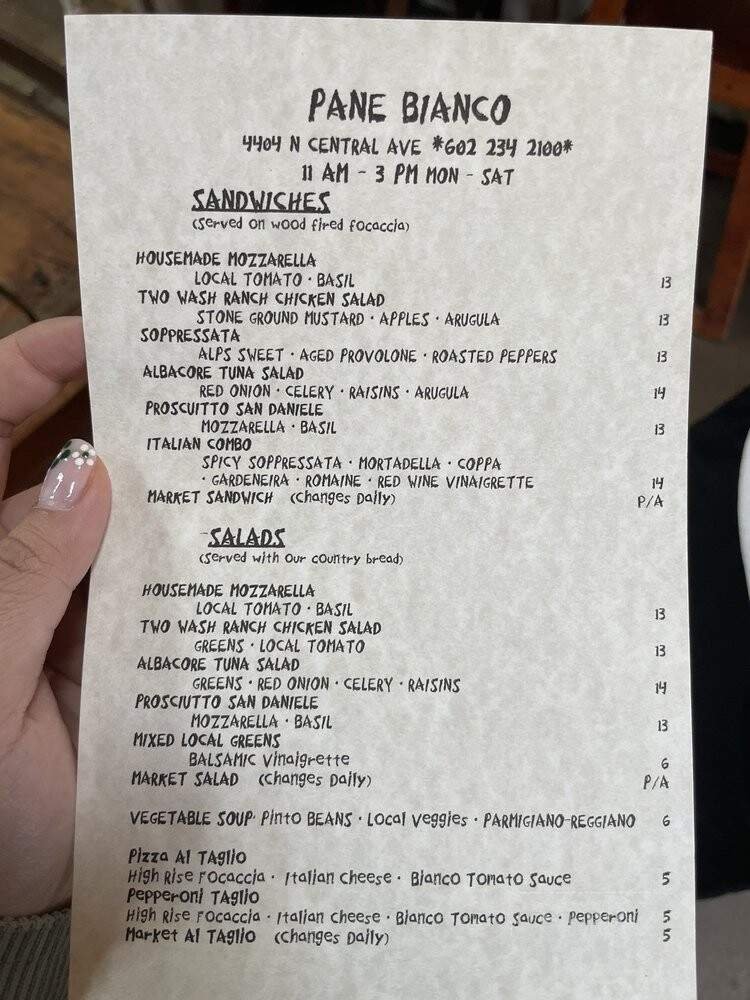 PANE BIANCO
4404 N CENTRAL AVE *602 234 2100*
11 AM - 3 PM MON - SAT
SANDWICHES
(Served on wood fired focaccia)
HOUSEMADE MOZZARELLA
LOCAL TOMATO · BASIL 13
TWO WASH RANCH CHICKEN SALAD
STONE GROUND MUSTARD · APPLES · ARUGULA 13
SOPPRESSATA
ALPS SWEET · AGED PROVOLONE · ROASTED PEPPERS 13
ALBACORE TUNA SALAD
RED ONION · CELERY · RAISINS · ARUGULA 14
PROSCUITTO SAN DANIELE
MOZZARELLA · BASIL 13
ITALIAN COMBO
SPICY SOPPRESSATA · MORTADELLA · COPPA
· GARDENEIRA · ROMAINE · RED WINE VINAIGRETTE 14
MARKET SANDWICH (Changes Daily) P/A
-SALADS
(Served with our country bread)
HOUSEMADE MOZZARELLA
LOCAL TOMATO · BASIL 13
TWO WASH RANCH CHICKEN SALAD
GREENS · LOCAL TOMATO 13
ALBACORE TUNA SALAD
GREENS · RED ONION · CELERY · RAISINS 14
PROSCIUTTO SAN DANIELE
MOZZARELLA · BASIL 13
MIXED LOCAL GREENS
BALSAMIC Vinaigrette 6
MARKET SALAD (Changes Daily) P/A
VEGETABLE SOUP· Pinto BEANS · Local Veggies · PARMIGIANO-REGGIANO 6
Pizza Al TAglio
High Rise Focaccia · Italian Cheese · Bianco Tomato Sauce 5
Pepperoni TAglio
High Rise Focaccia · Italian Cheese · Bianco Tomato Sauce · Pepperoni 5
Market Al TAglio (Changes Daily) 5